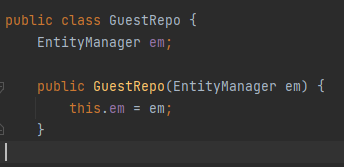 public class GuestRepo {
    EntityManager em;

    public GuestRepo(EntityManager em) {
        this.em = em;
    }